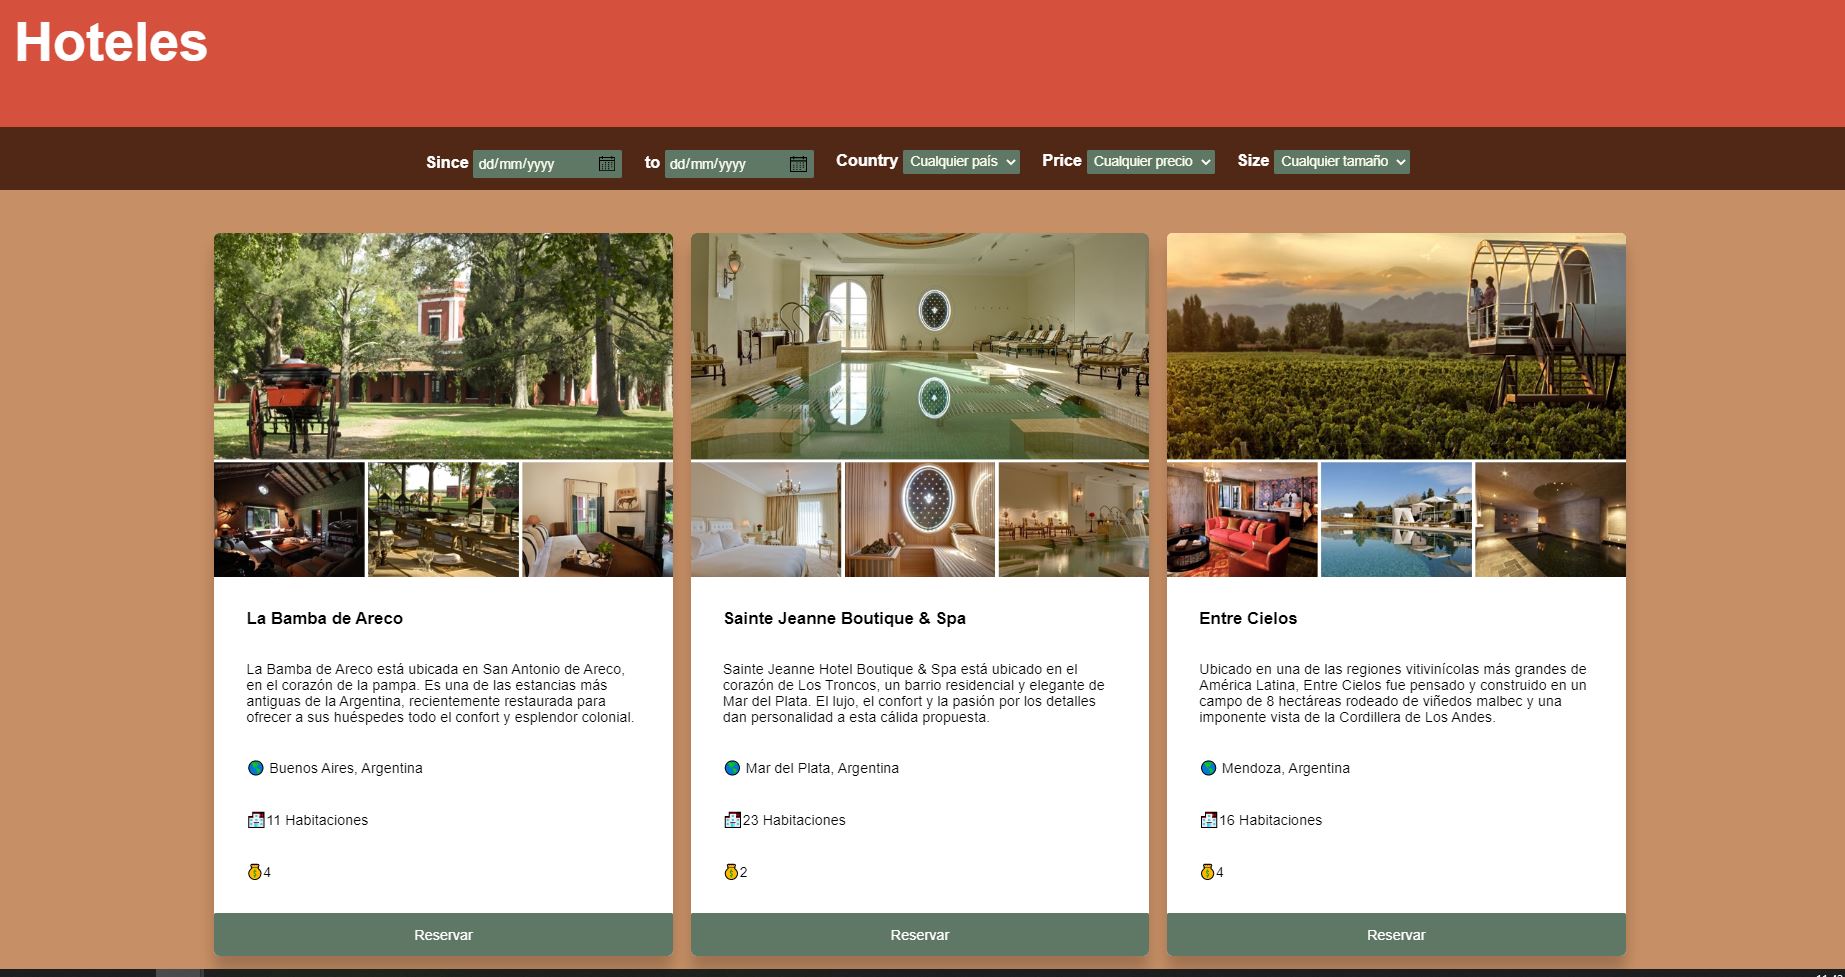 Hoteles
Since dd/mm/yyyy to dd/mm/yyyy Country Cualquier país Price Cualquier precio Size Cualquier tamaño
La Bamba de Areco
La Bamba de Areco está ubicada en San Antonio de Areco,
en el corazón de la pampa. Es una de las estancias más
antiguas de la Argentina, recientemente restaurada para
ofrecer a sus huéspedes todo el confort y esplendor colonial.
Buenos Aires, Argentina
11 Habitaciones
4
Reservar
Sainte Jeanne Boutique & Spa
Sainte Jeanne Hotel Boutique & Spa está ubicado en el
corazón de Los Troncos, un barrio residencial y elegante de
Mar del Plata. El lujo, el confort y la pasión por los detalles
dan personalidad a esta cálida propuesta.
Mar del Plata, Argentina
23 Habitaciones
2
Reservar
Entre Cielos
Ubicado en una de las regiones vitivinícolas más grandes de
América Latina, Entre Cielos fue pensado y construido en un
campo de 8 hectáreas rodeado de viñedos malbec y una
imponente vista de la Cordillera de Los Andes.
Mendoza, Argentina
16 Habitaciones
4
Reservar